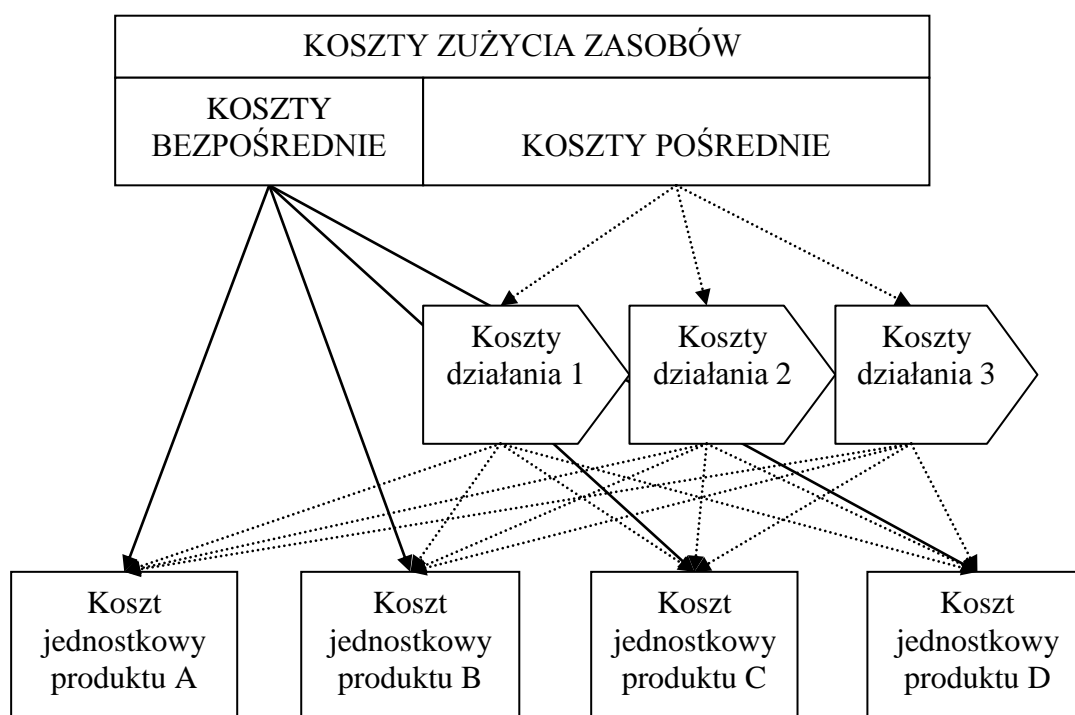 KOSZTY ZUŻYCIA ZASOBÓW
KOSZTY
BEZPOŚREDNIE
KOSZTY POŚREDNIE
Koszty
działania 1
Koszty
działania 2
Koszty
działania 3
Koszt
jednostkowy
produktu A
Koszt
jednostkowy
produktu B
Koszt
jednostkowy
produktu C
Koszt
jednostkowy
produktu D